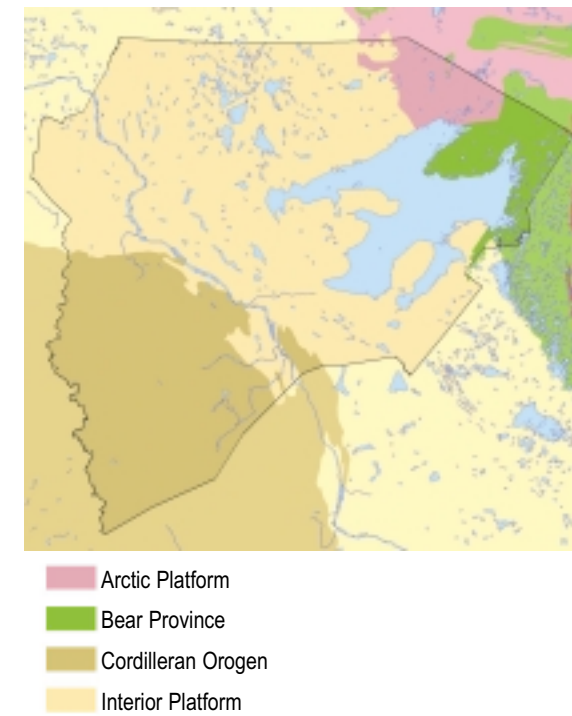 Arctic Platform
Bear Province
Cordilleran Orogen
Interior Platform